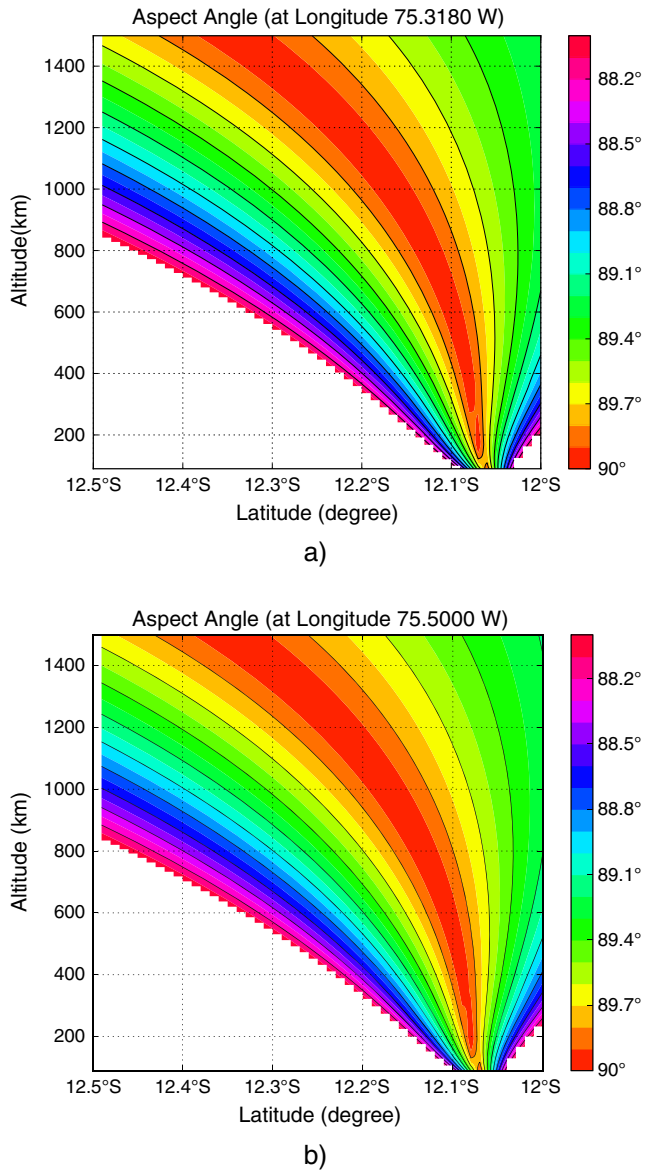 Aspect Angle (at Longitude 75.3180 W)
1400
1200
1000
800
600
400
200
Altitude(km)
12.5°S 12.4°S 12.3°S 12.2°S 12.1°S 12°S
Latitude (degree)
88.2°
88.5°
88.8°
89.1°
89.4°
89.7°
90°
a)
Aspect Angle (at Longitude 75.5000 W)
1400
1200
1000
800
600
400
200
Altitude (km)
12.5°S 12.4°S 12.3°S 12.2°S 12.1°S 12°S
Latitude (degree)
88.2°
88.5°
88.8°
89.1°
89.4°
89.7°
90°
b)